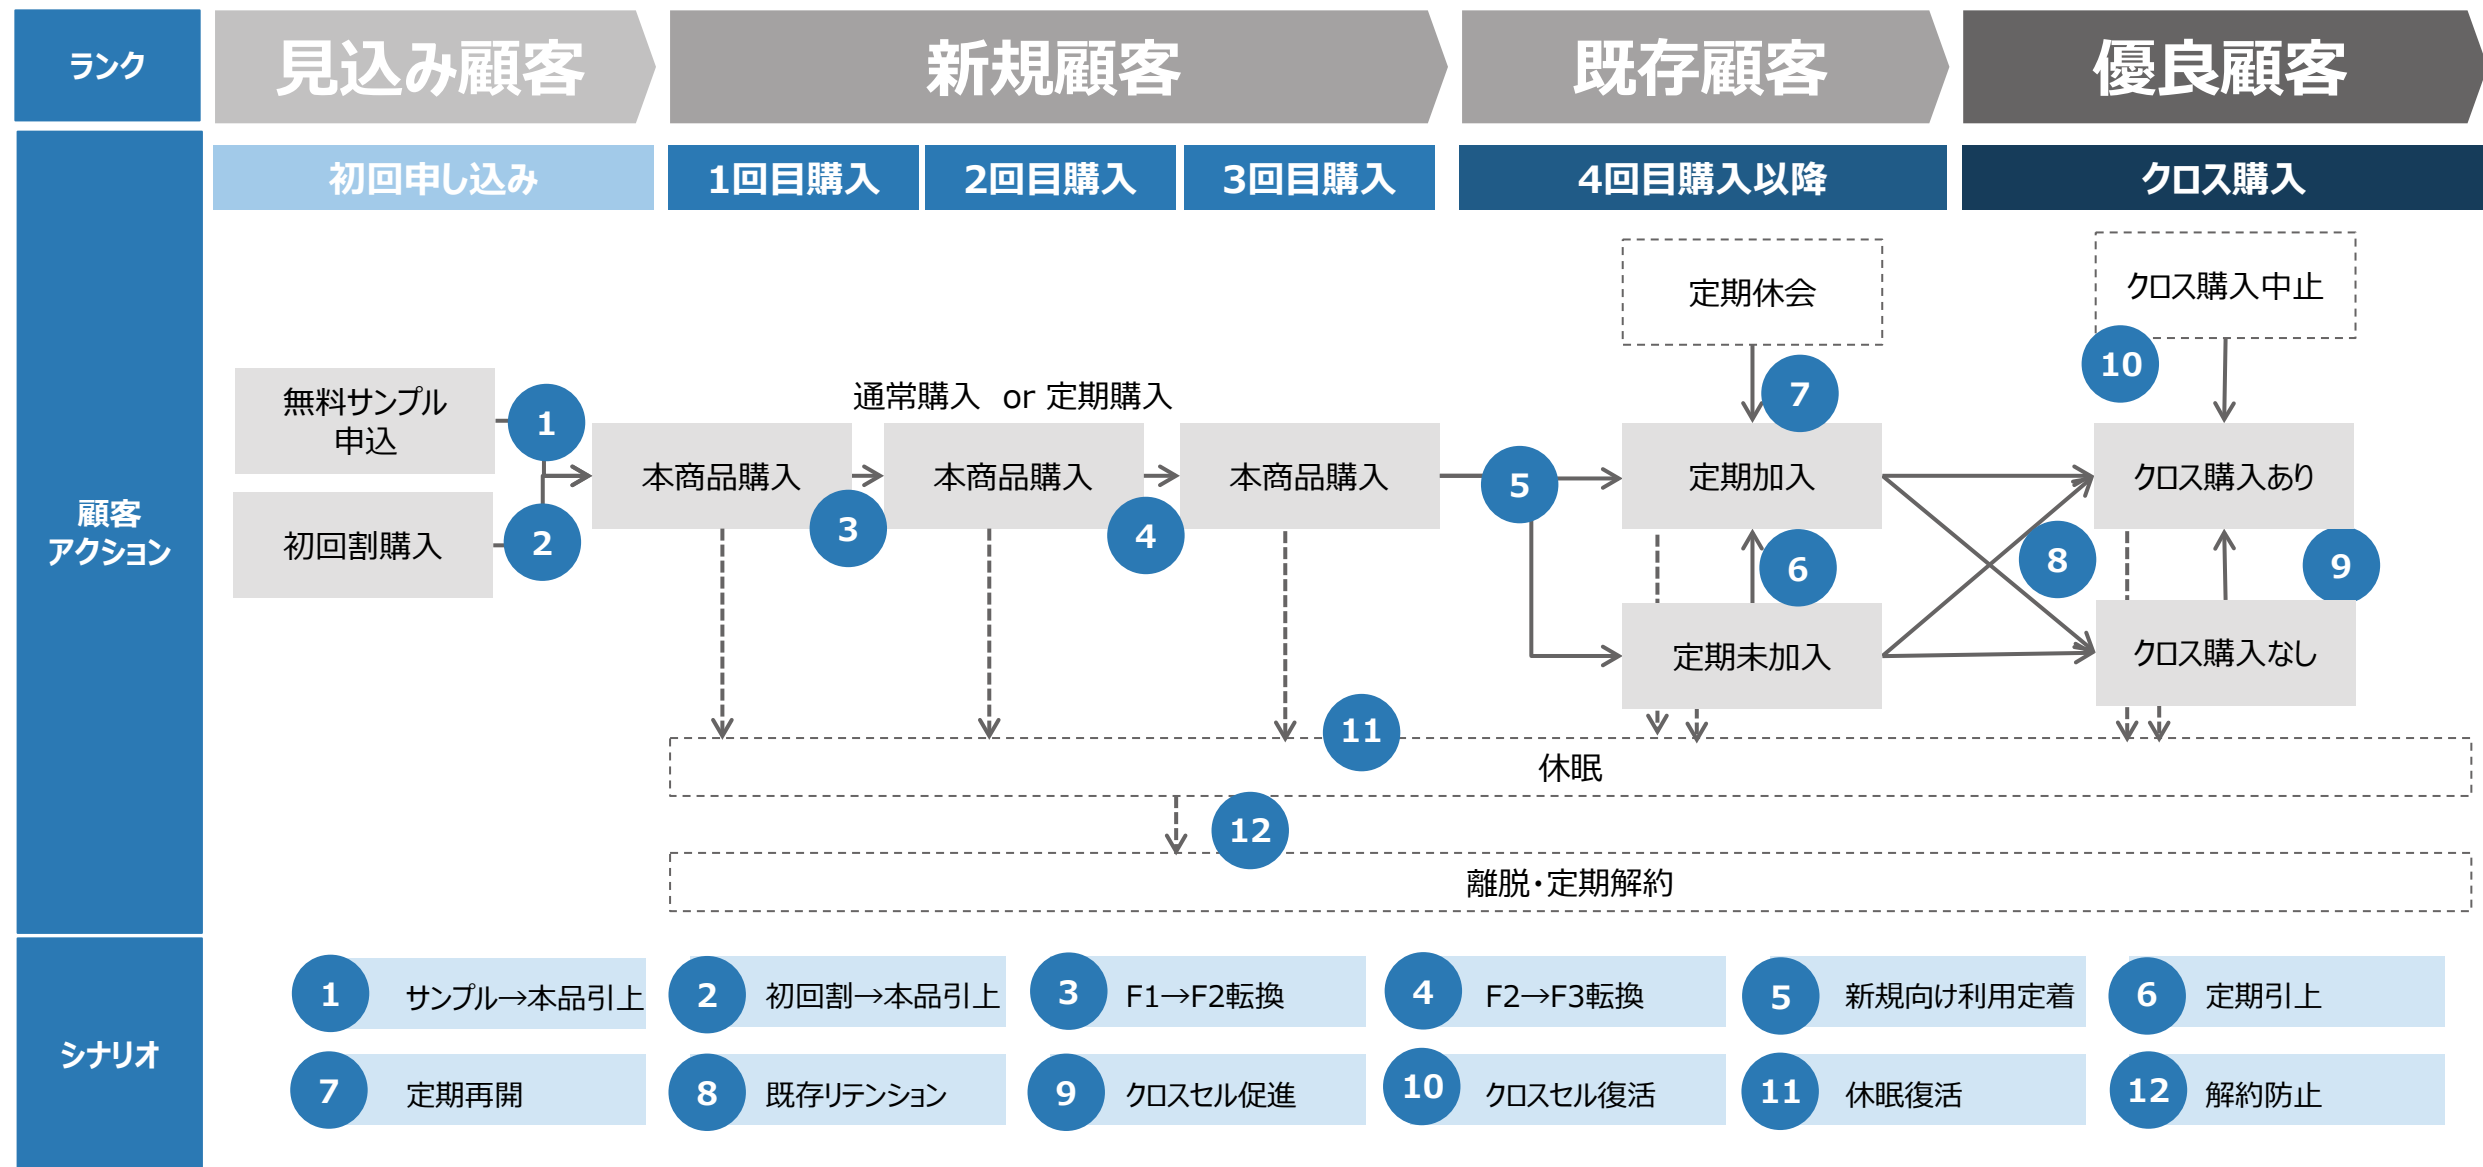 ランク
見込み顧客
新規顧客
既存顧客
優良顧客
初回申し込み
1回目購入
2回目購入
3回目購入
4回目購入以降
クロス購入
顧客
アクション
定期休会
クロス購入中止
10
7
無料サンプル
申込
1
通常購入 or 定期購入
初回割購入
2
本商品購入
3
本商品購入
4
本商品購入
5
定期加入
クロス購入あり
6
8
9
定期未加入
クロス購入なし
11
休眠
12
離脱・定期解約
シナリオ
1 サンプル→本品引上
2 初回割→本品引上
3 F1→F2転換
4 F2→F3転換
5 新規向け利用定着
6 定期引上
7 定期再開
8 既存リテンション
9 クロスセル促進
10 クロスセル復活
11 休眠復活
12 解約防止